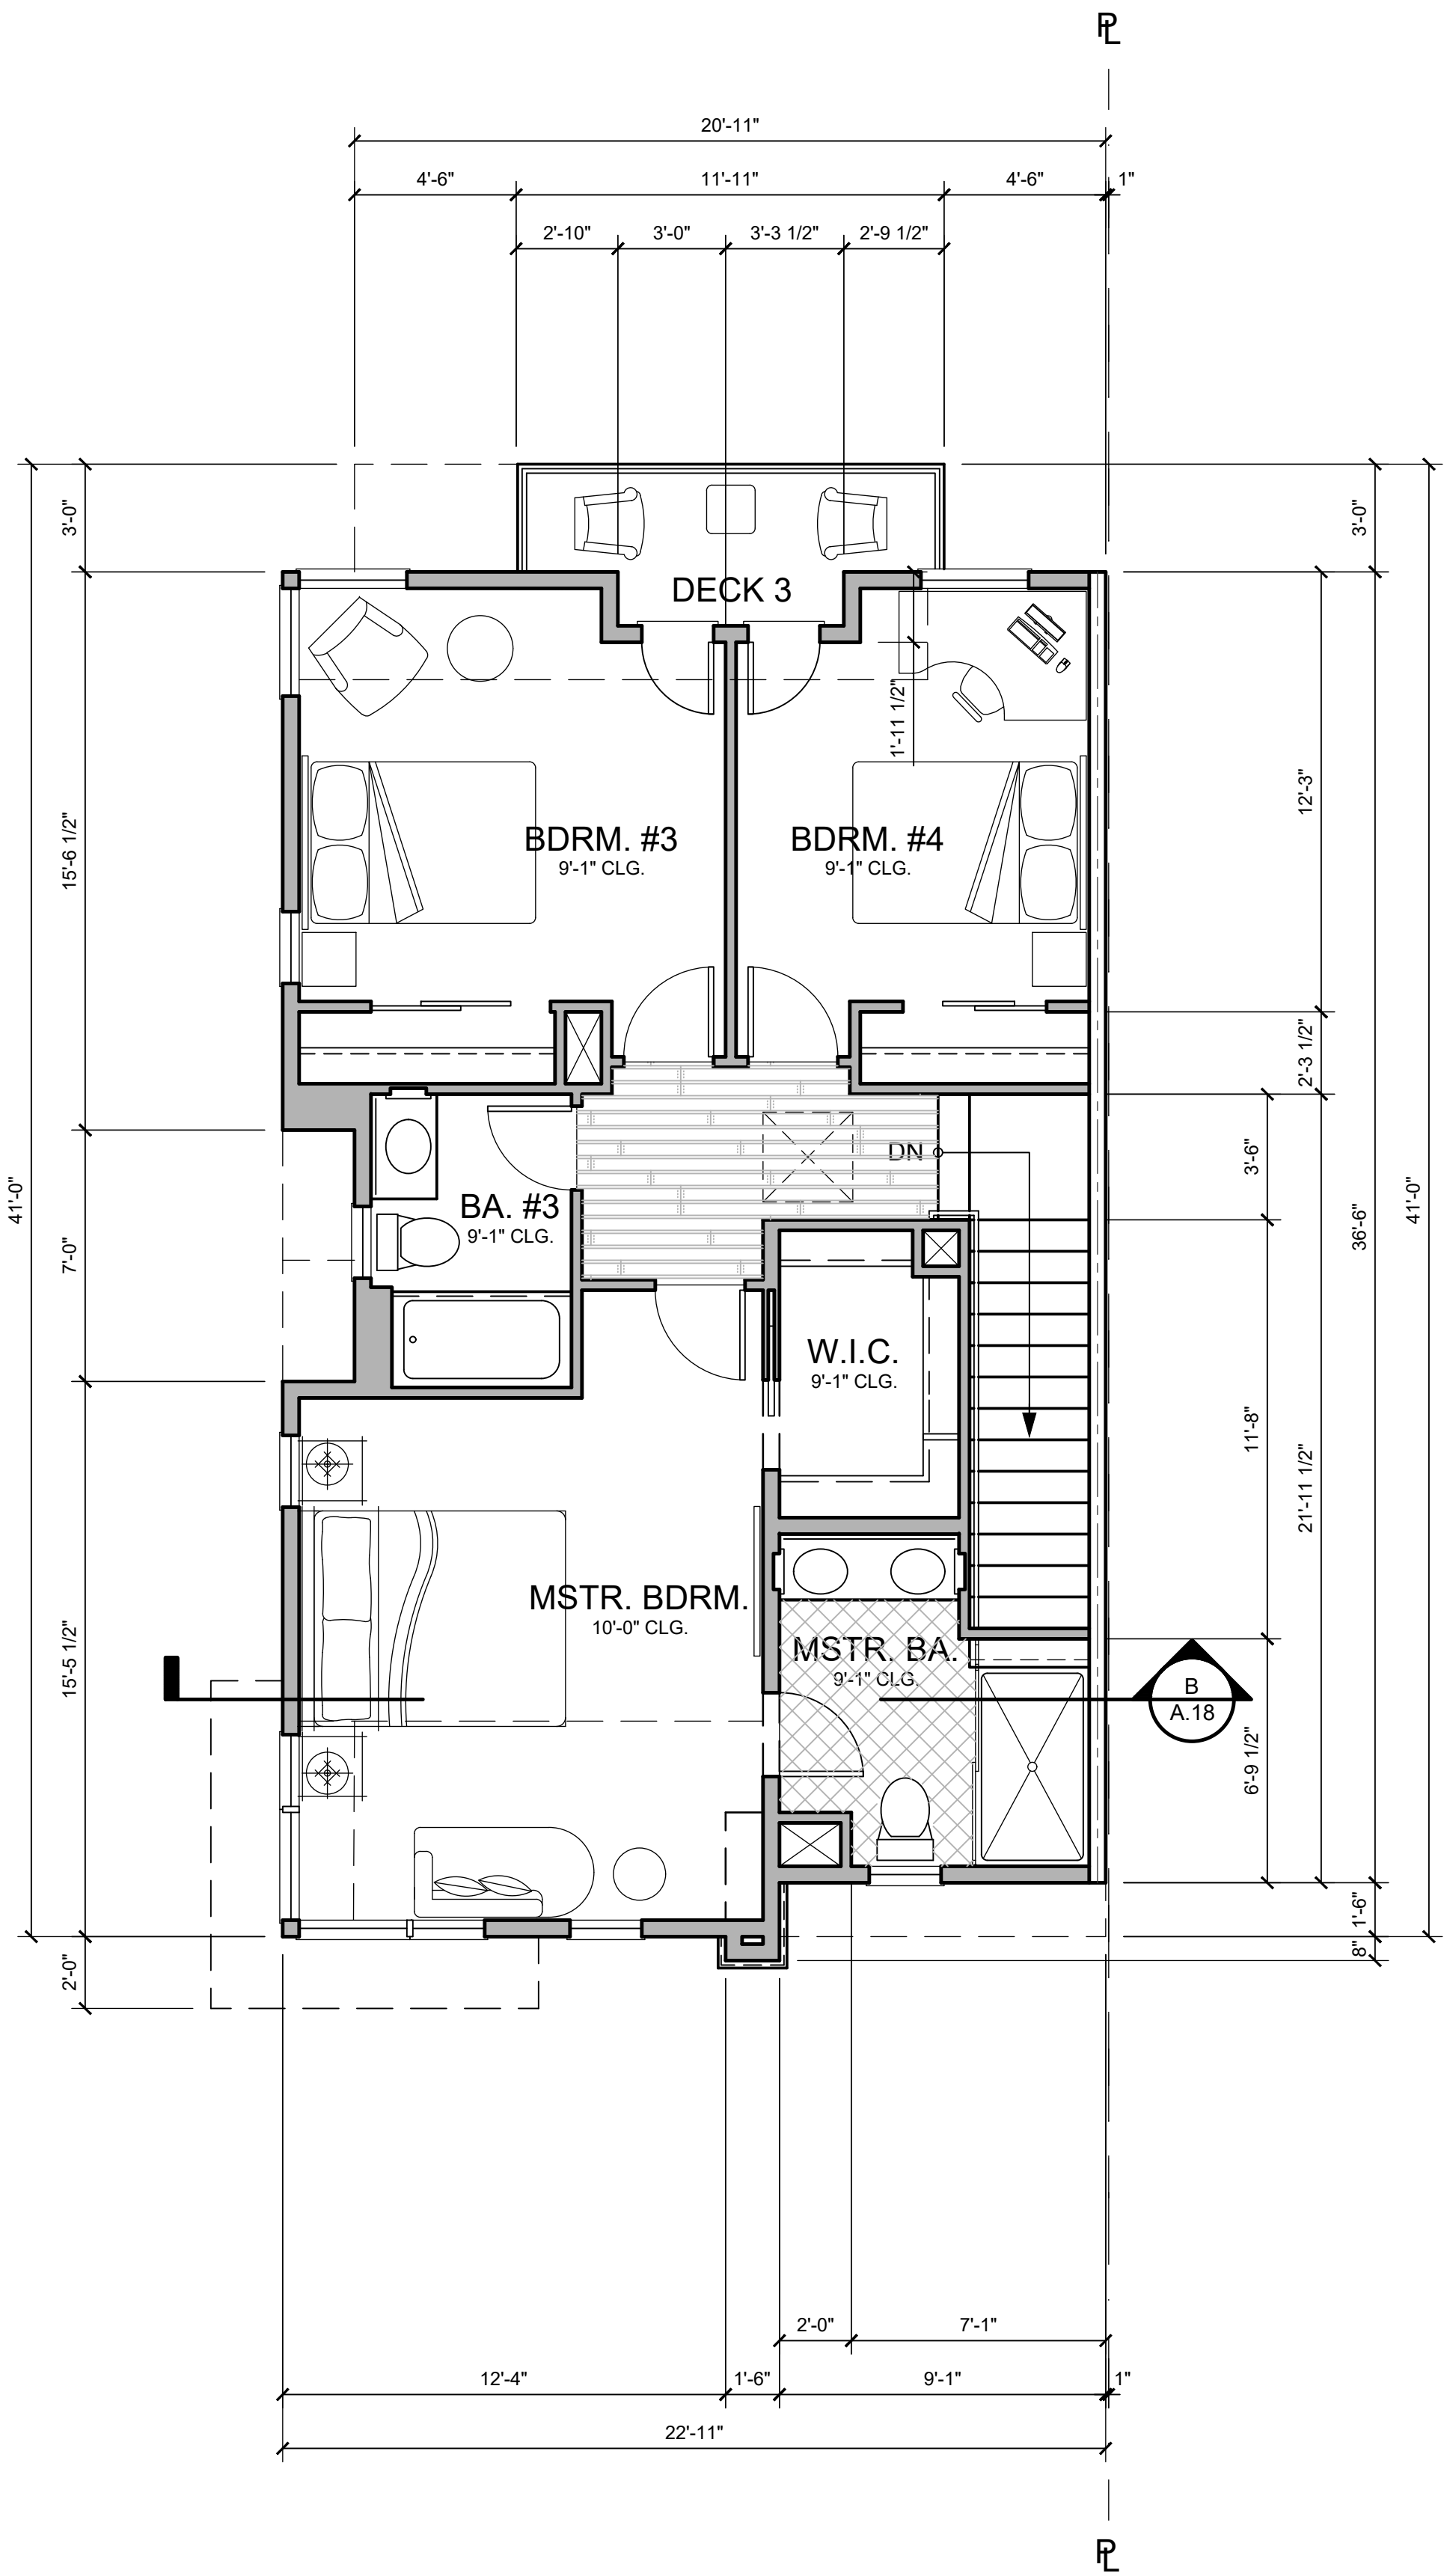 PL
20'-11"
4'-6" 11'-11" 4'-6" 1"
2'-10" 3'-0" 3'-3 1/2" 2'-9 1/2"
3'-0" 3'-0"
DECK 3
1'-11 1/2"
12'-3"
15'-6 1/2"
BDRM. #3 BDRM. #4
9'-1" CLG. 9'-1" CLG.
2'-3 1/2"
DN
3'-6"
41'-0" 36'-6" 41'-0"
BA. #3
9'-1" CLG.
7'-0"
W.I.C.
9'-1" CLG.
11'-8"
21'-11 1/2"
MSTR. BDRM.
10'-0" CLG.
15'-5 1/2"
MSTR. BA.
9'-1" CLG.
B
A.18
6'-9 1/2"
1'-6"
8"
2'-0"
2'-0" 7'-1"
12'-4" 1'-6" 9'-1" 1"
22'-11"
PL